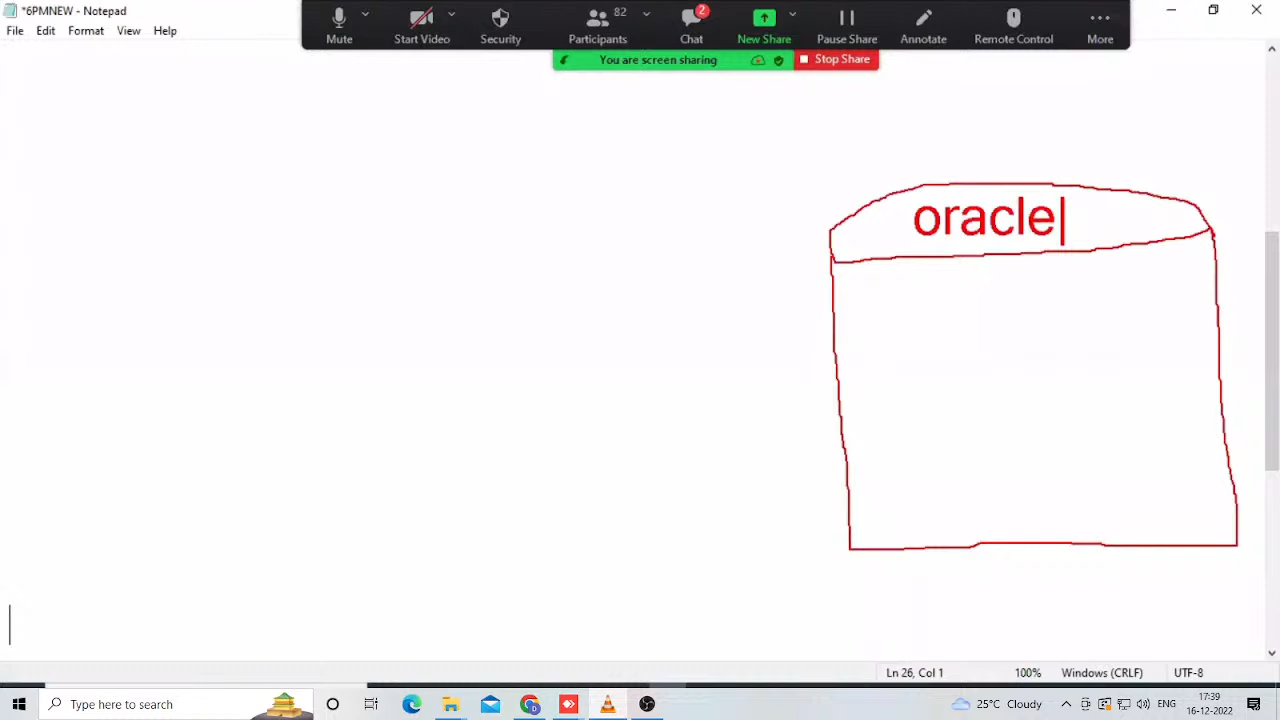 *6PMNEW - Notepad
File Edit Format View Help
Mute Start Video Security Participants 82 Chat 2 New Share Pause Share Annotate Remote Control More
You are screen sharing Stop Share
oracle
Ln 26, Col 1 100% Windows (CRLF) UTF-8
Type here to search
25°C Cloudy ENG 17:39
16-12-2022